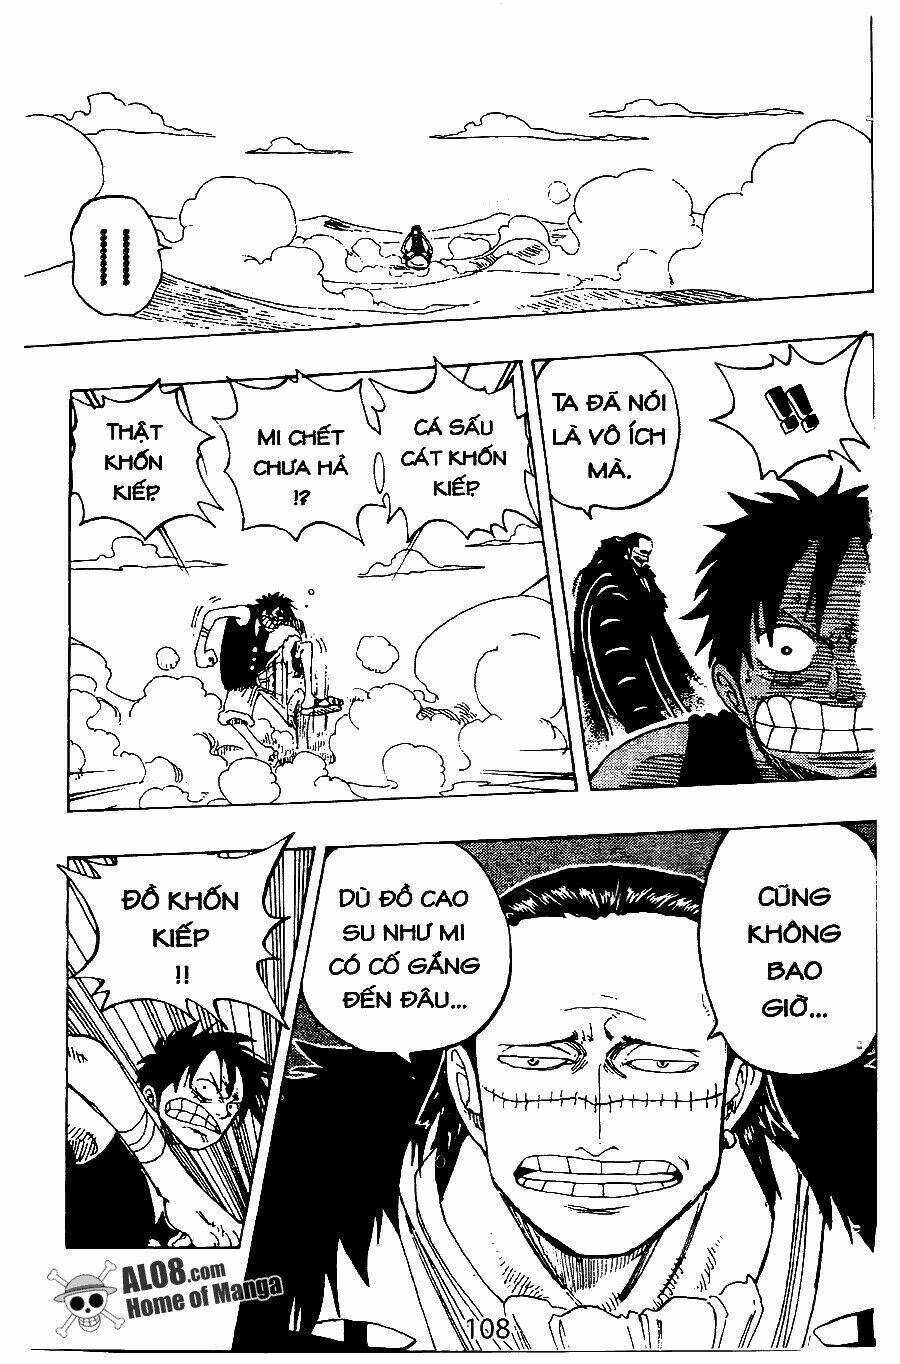 !!
!!
TA ĐÃ NÓI
LÀ VÔ ÍCH
MÀ.
CÁ SẤU
CÁT KHỐN
KIẾP.
MI CHẾT
CHƯA HẢ
!?
THẬT
KHỐN
KIẾP.
CŨNG
KHÔNG
BAO
GIỜ...
DÙ ĐỒ CAO
SU NHƯ MI
CÓ CỐ GẮNG
ĐẾN ĐÂU...
ĐỒ KHỐN
KIẾP
!!
AL08.com
Home of Manga
108